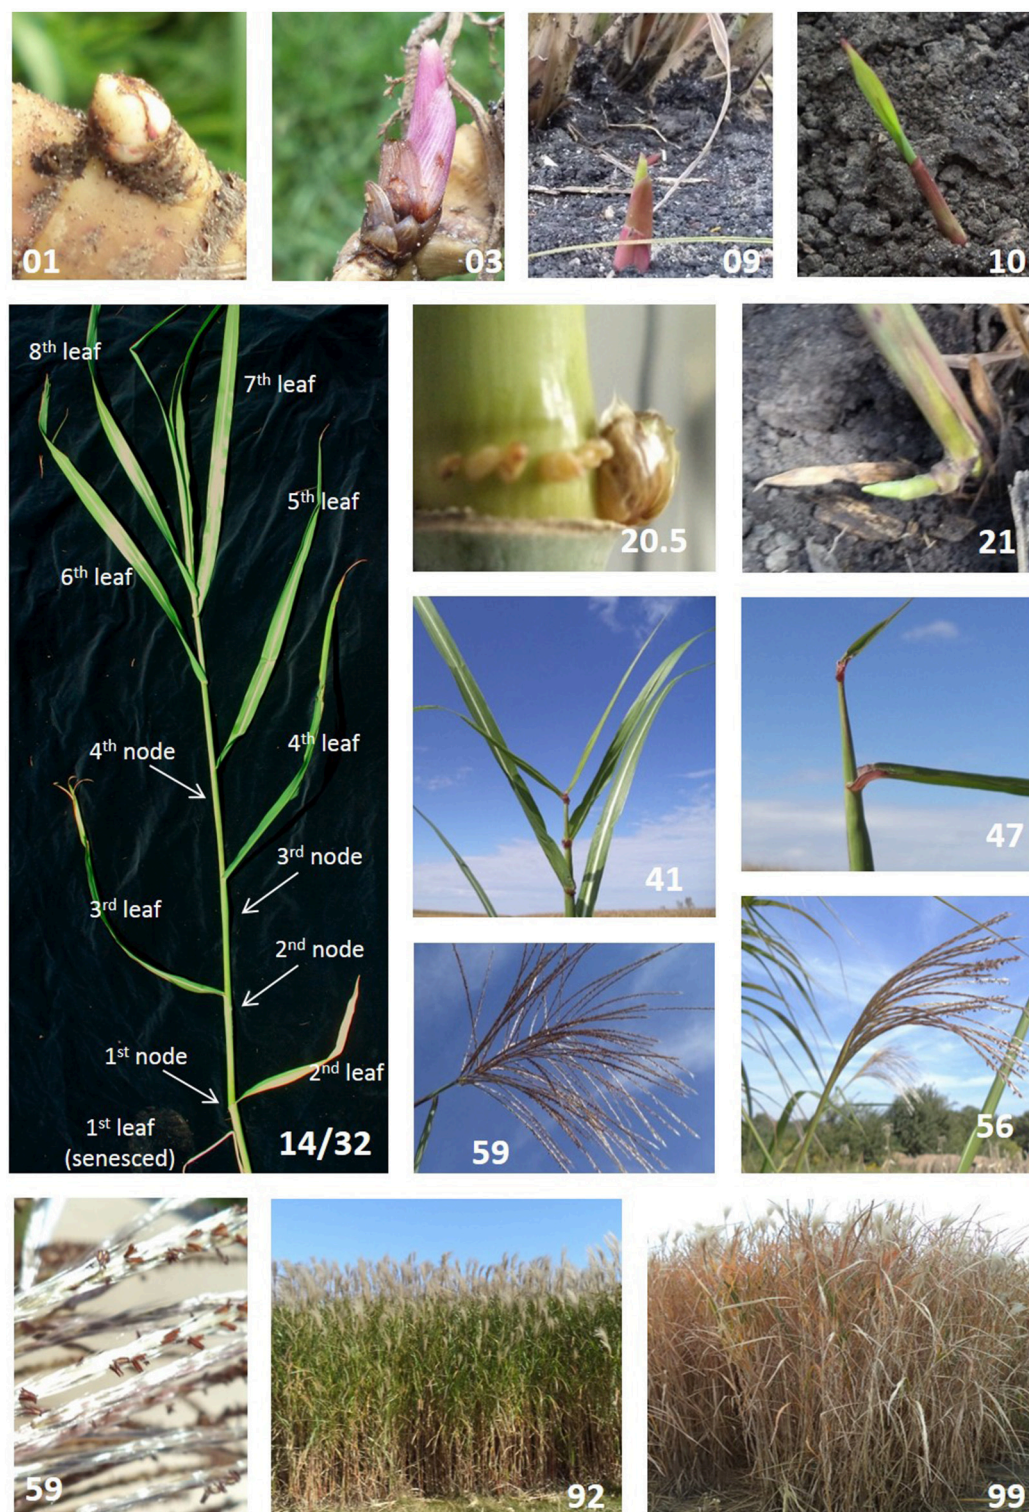 01
03
09
10
8th leaf
7th leaf
5th leaf
6th leaf
4th leaf
4th node
3rd node
3rd leaf
2nd node
1st node
2nd leaf
1st leaf
(senesced)
14/32
20.5
21
41
47
59
56
59
92
99